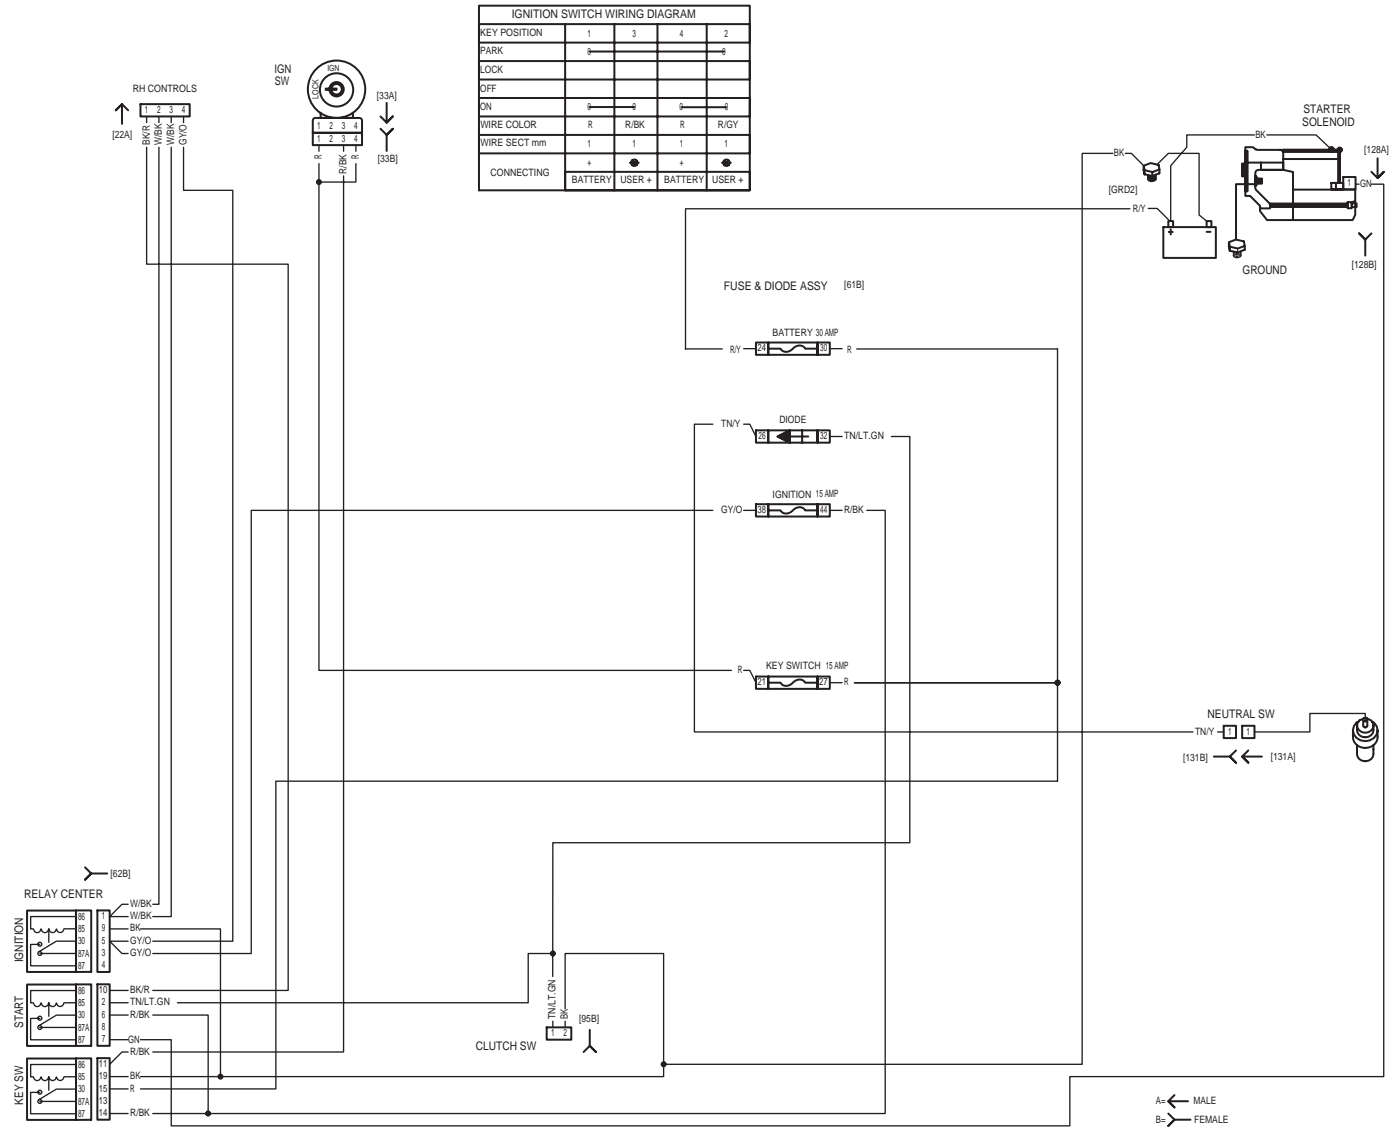 IGNITION SWITCH WIRING DIAGRAM
KEY POSITION 1 3 4 2
PARK
LOCK
OFF
ON
WIRE COLOR R R/BK R R/GY
WIRE SECT mm 1 1 1 1
CONNECTING + +
BATTERY USER + BATTERY USER +
IGN
SW
IGN
LOCK
[33A]
1 2 3 4
1 2 3 4
[33B]
R R/BK R
RH CONTROLS
1 2 3 4
[22A]
BK/R W/BK W/BK GY/O
STARTER
SOLENOID
BK
[128A]
BK
1 GN
[GRD2]
R/Y
+ -
GROUND
[128B]
FUSE & DIODE ASSY [61B]
BATTERY 30 AMP
R/Y 24 30 R
DIODE
TN/Y 26 32 TN/LT.GN
IGNITION 15 AMP
GY/O 38 44 R/BK
KEY SWITCH 15 AMP
R 21 27 R
NEUTRAL SW
TN/Y 1 1
[131B] [131A]
[62B]
RELAY CENTER
IGNITION
W/BK
86 1 W/BK
85 9 BK
30 5 GY/O
87A 3 GY/O
87 4
START
86 10 BK/R
85 2 TN/LT.GN
30 6 R/BK
87A 8
87 7 GN
KEY SW
R/BK
86 11
85 19 BK
30 15 R
87A 13
87 14 R/BK
TN/LT.GN BK
[95B]
1 2
CLUTCH SW
A= MALE
B= FEMALE